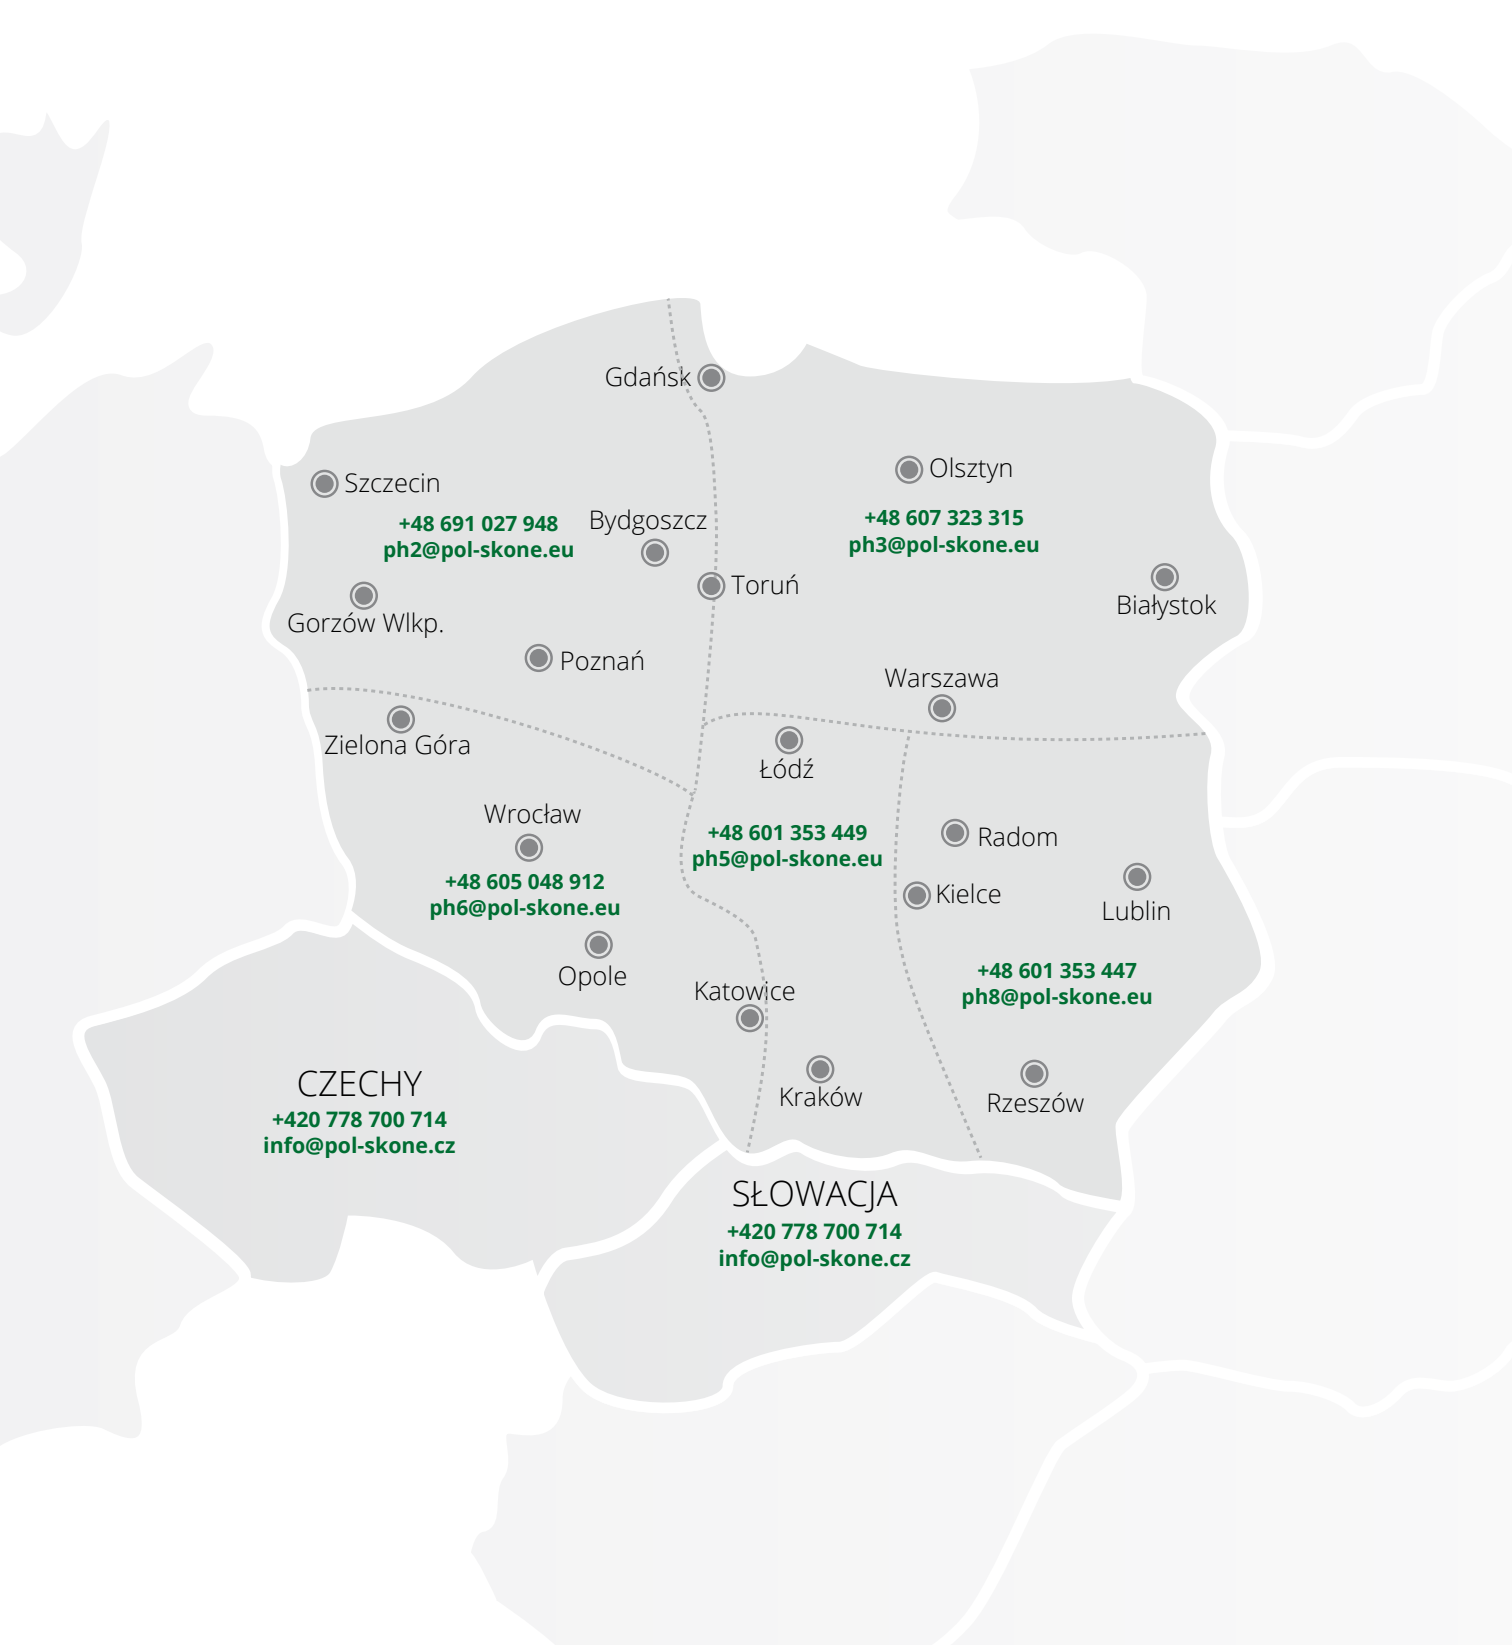 Gdańsk
Olsztyn
Szczecin
+48 607 323 315
ph3@pol-skone.eu
+48 691 027 948
ph2@pol-skone.eu
Bydgoszcz
Toruń
Białystok
Gorzów Wlkp.
Poznań
Warszawa
Zielona Góra
Łódź
Wrocław
+48 601 353 449
ph5@pol-skone.eu
Radom
+48 605 048 912
ph6@pol-skone.eu
Kielce
Lublin
Opole
Katowice
+48 601 353 447
ph8@pol-skone.eu
Kraków
Rzeszów
CZECHY
+420 778 700 714
info@pol-skone.cz
SŁOWACJA
+420 778 700 714
info@pol-skone.cz